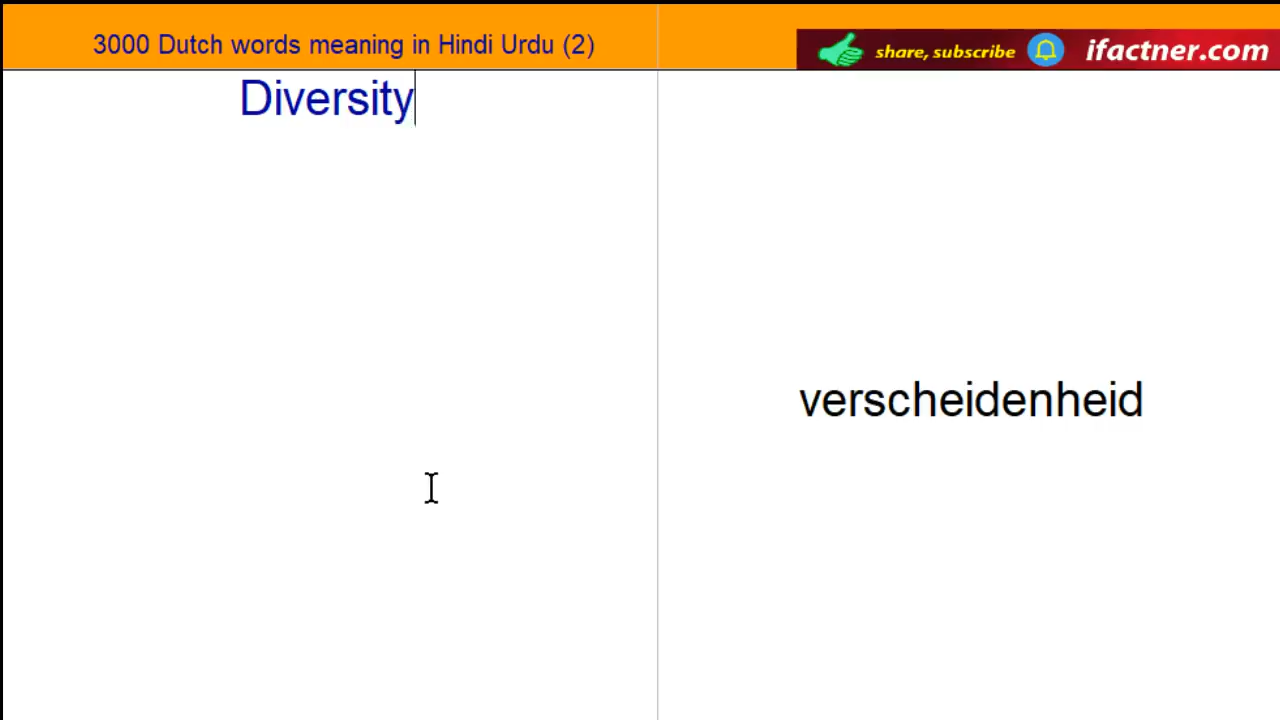 3000 Dutch words meaning in Hindi Urdu (2)
share, subscribe
ifactner.com
Diversity
verscheidenheid